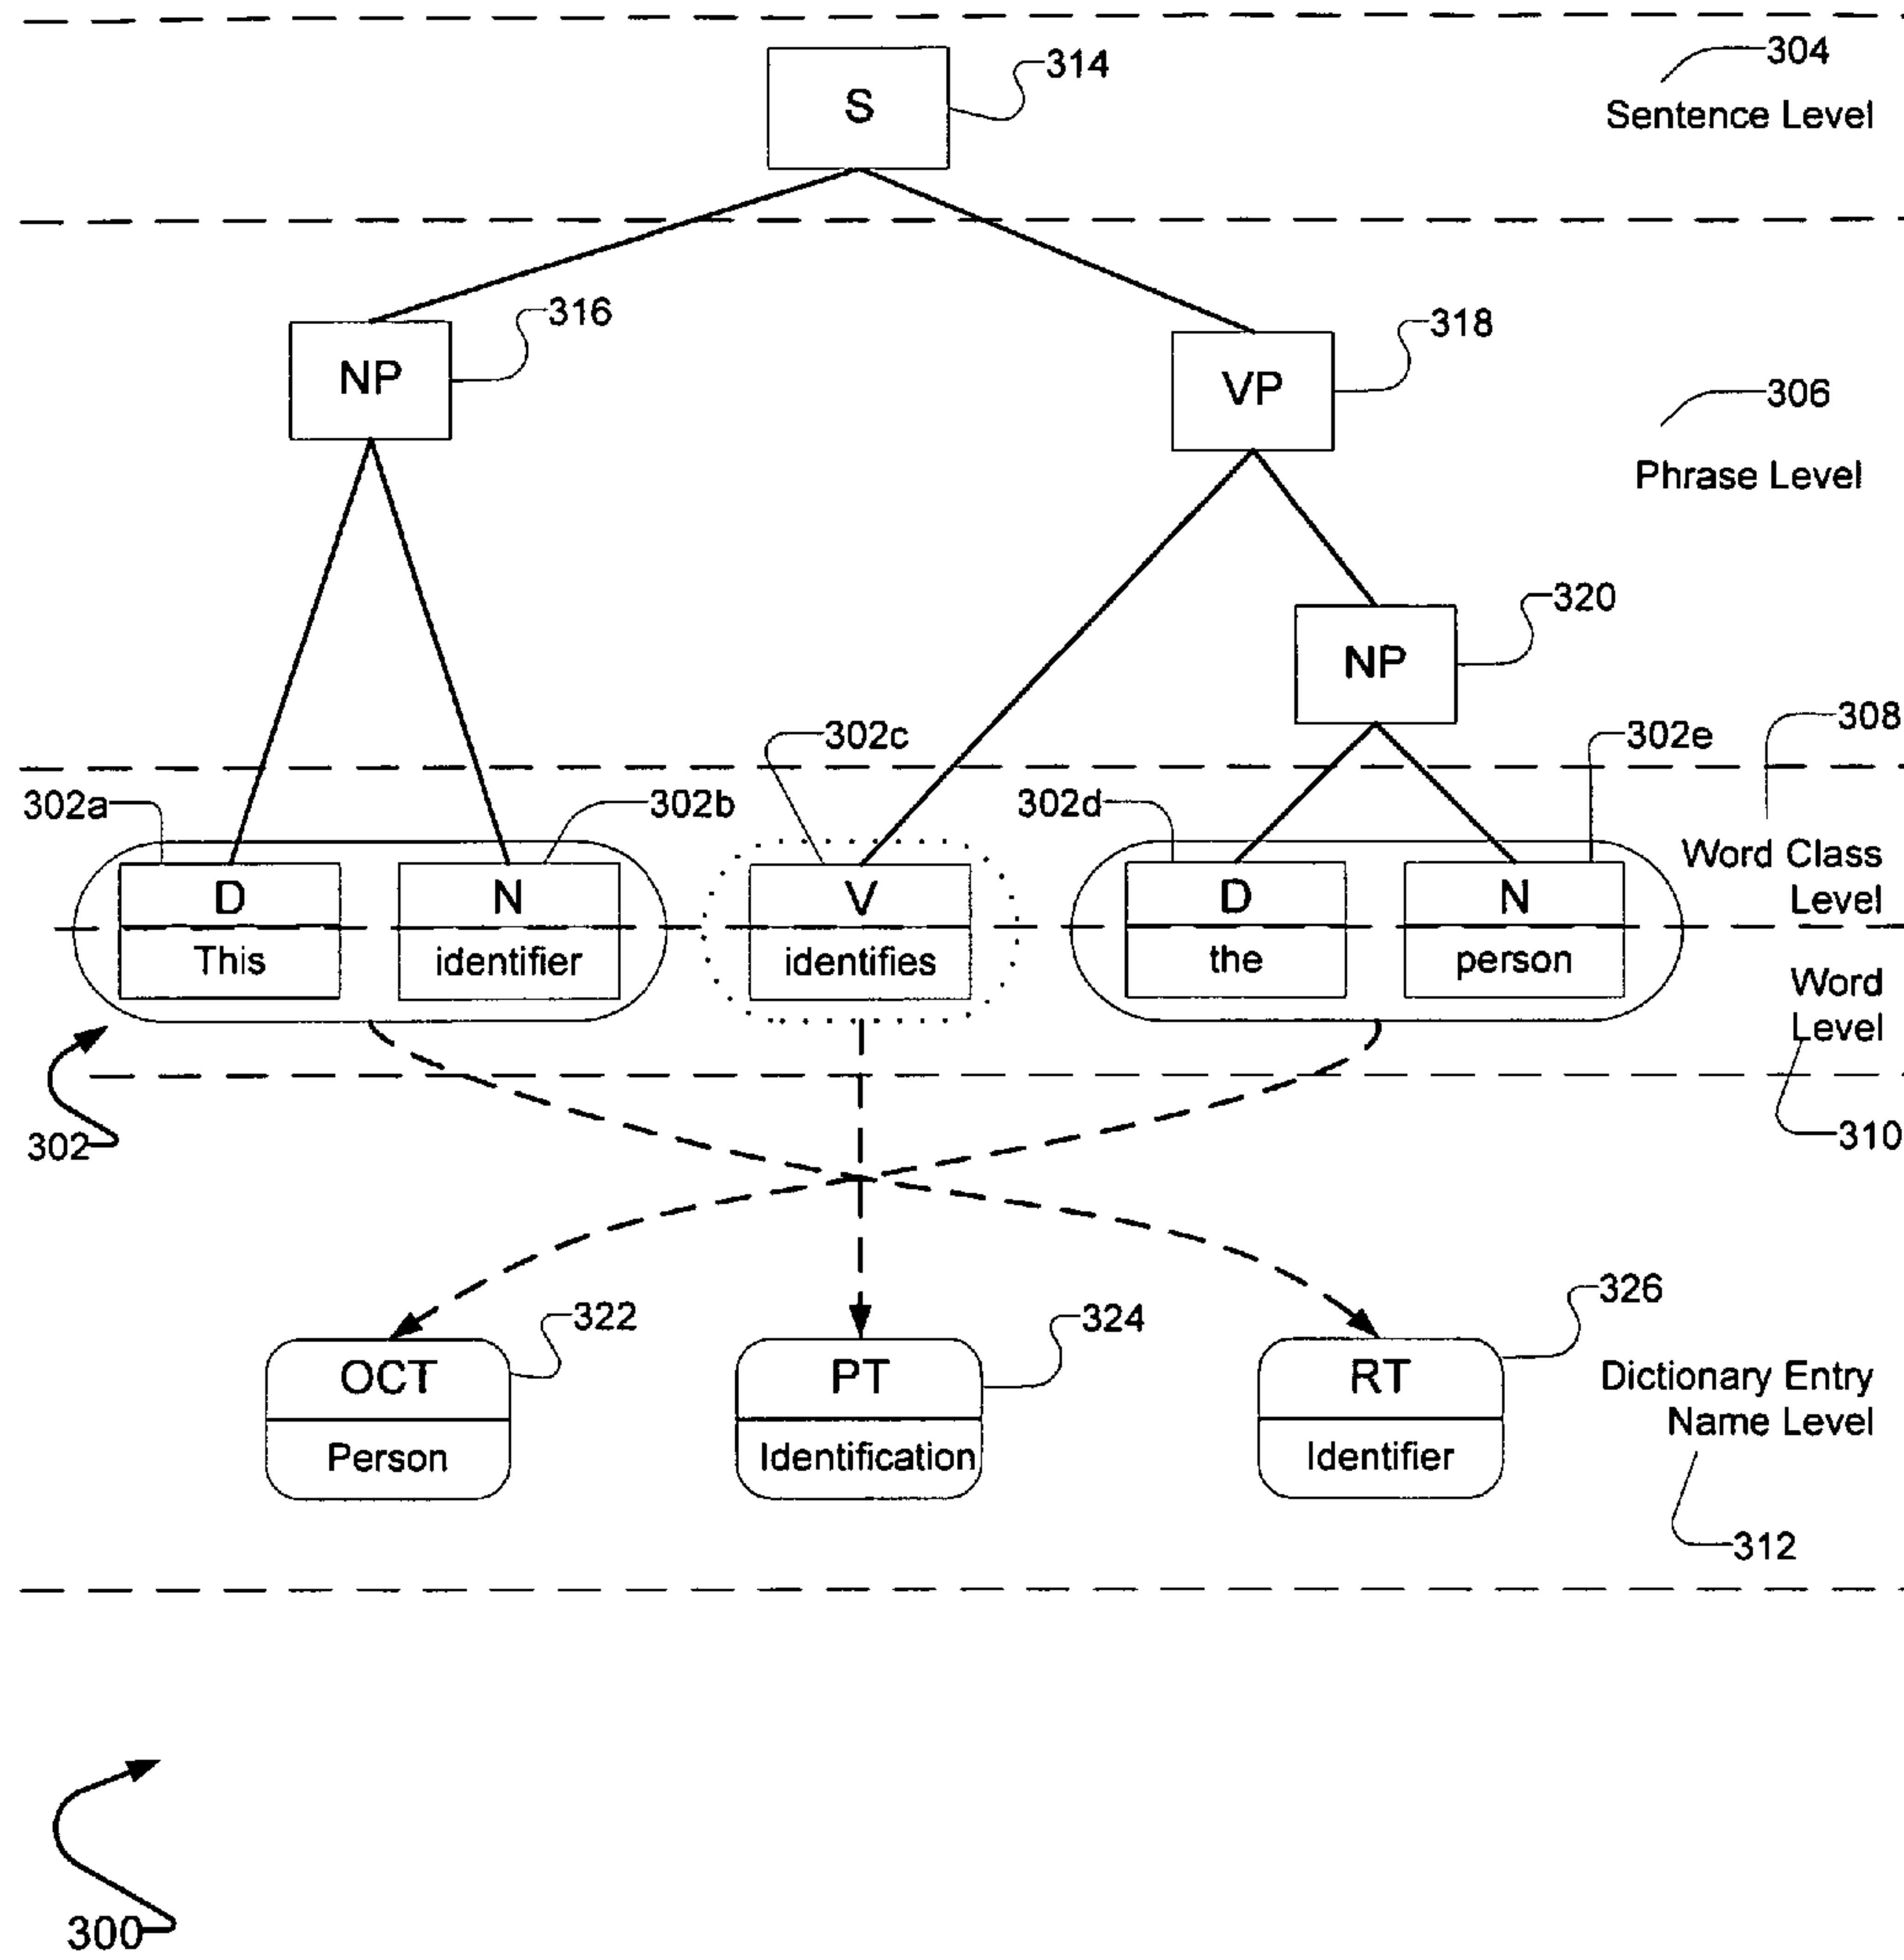 304
314
S
Sentence Level
316
318
NP
VP
306
Phrase Level
320
NP
308
302c
302e
302a
302b
302d
Word Class
Level
D
N
V
D
N
This
identifier
identifies
the
person
Word
Level
302
310
326
322
324
OCT
PT
RT
Dictionary Entry
Name Level
Person
Identification
Identifier
312
300